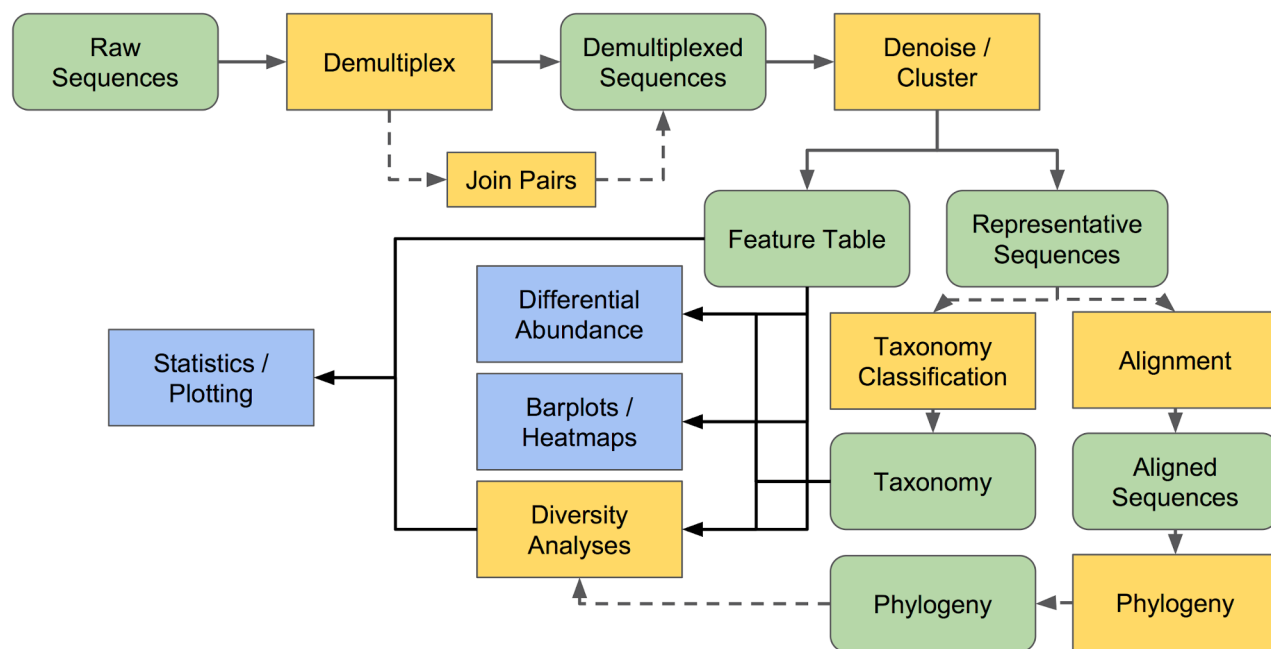 Raw
Sequences
Demultiplex
Demultiplexed
Sequences
Denoise /
Cluster
Join Pairs
Feature Table
Representative
Sequences
Differential
Abundance
Taxonomy
Classification
Alignment
Statistics /
Plotting
Barplots /
Heatmaps
Taxonomy
Aligned
Sequences
Diversity
Analyses
Phylogeny
Phylogeny